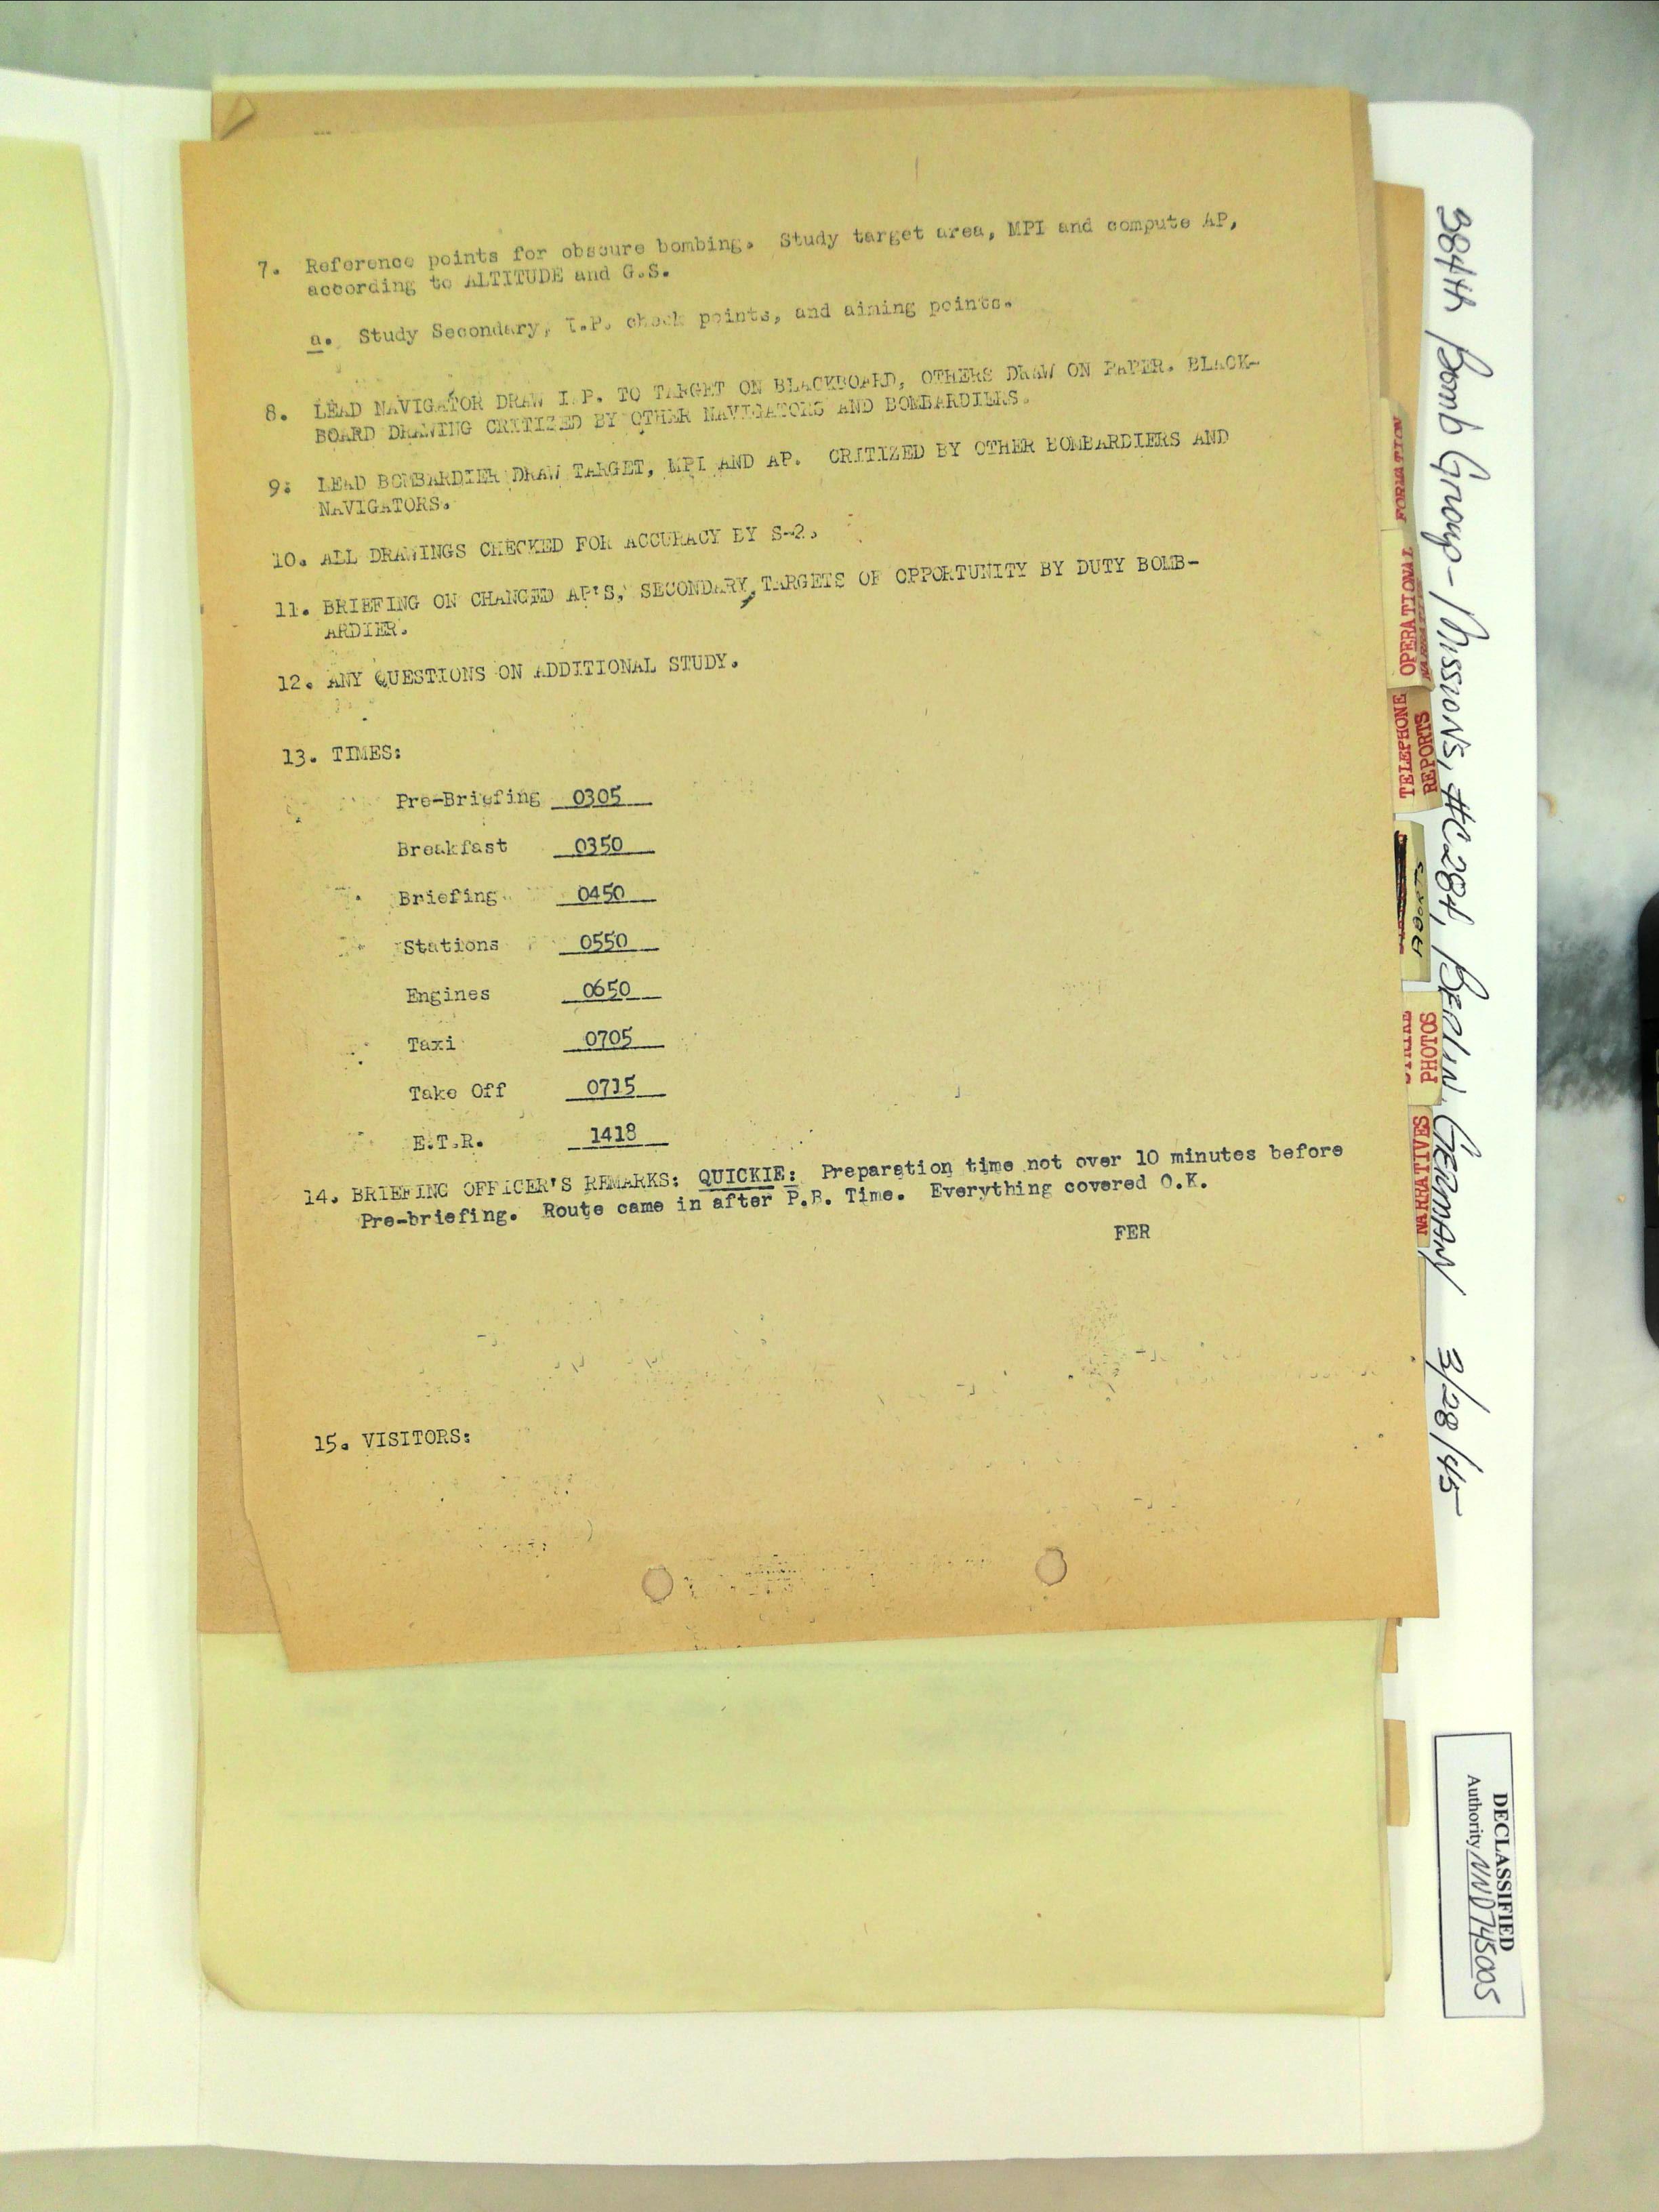 7. Reference points for obscure bombing. Study target area, MPI and compute AP,
according to ALTITUDE and G.S.
a. Study Secondary, I.P. check points, and aiming points.
8. LEAD NAVIGATOR DRAW I.P. TO TARGET ON BLACKBOARD, OTHERS DRAW ON PAPER. BLACK-
BOARD DRAWING CRITIZED BY OTHER NAVIGATORS AND BOMBARDIERS.
9. LEAD BOMBARDIER DRAW TARGET, MPI AND AP. CRITIZED BY OTHER BOMBARDIERS AND
NAVIGATORS.
10. ALL DRAWINGS CHECKED FOR ACCURACY BY S-2.
11. BRIEFING ON CHANGED AP'S, SECONDARY, TARGETS OF OPPORTUNITY BY DUTY BOMB-
ARDIER.
12. ANY QUESTIONS ON ADDITIONAL STUDY.
13. TIMES:
Pre-Briefing 0305
Breakfast 0350
Briefing 0450
Stations 0550
Engines 0650
Taxi 0705
Take Off 0715
E.T.R. 1418
14. BRIEFING OFFICER'S REMARKS: QUICKIE: Preparation time not over 10 minutes before
Pre-briefing. Route came in after P.B. Time. Everything covered O.K.
FER
15. VISITORS:
FORMATION
OPERATIONAL
TELEPHONE
REPORTS
STRIKE
PHOTOS
NARRATIVES
384th Bomb Group - Missions, #C284, Berlin, German 3/28/45
DECLASSIFIED
Authority NND745005